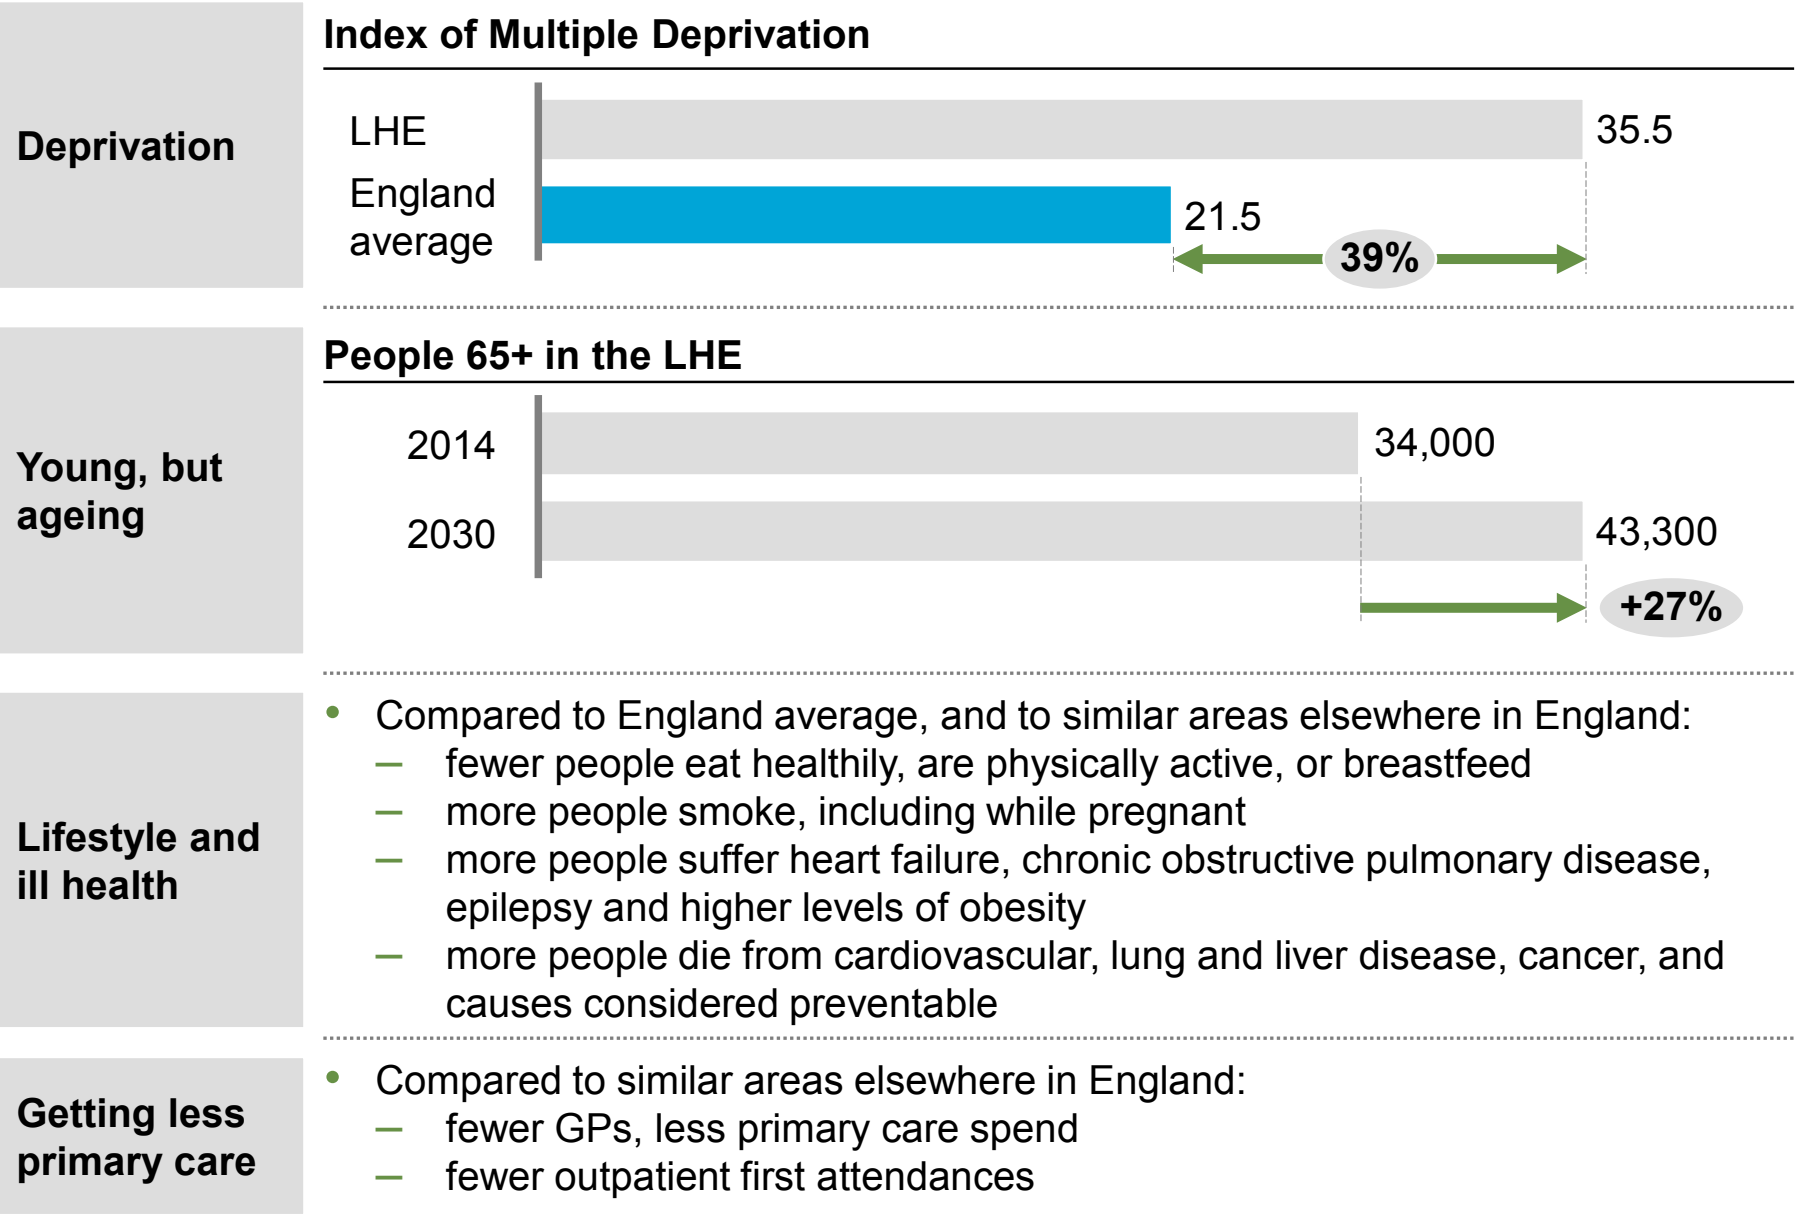 Deprivation
Index of Multiple Deprivation
LHE
35.5
England
average
21.5
39%
Young, but
ageing
People 65+ in the LHE
2014
34,000
2030
43,300
+27%
Lifestyle and
ill health
• Compared to England average, and to similar areas elsewhere in England:
– fewer people eat healthily, are physically active, or breastfeed
– more people smoke, including while pregnant
– more people suffer heart failure, chronic obstructive pulmonary disease,
epilepsy and higher levels of obesity
– more people die from cardiovascular, lung and liver disease, cancer, and
causes considered preventable
Getting less
primary care
• Compared to similar areas elsewhere in England:
– fewer GPs, less primary care spend
– fewer outpatient first attendances